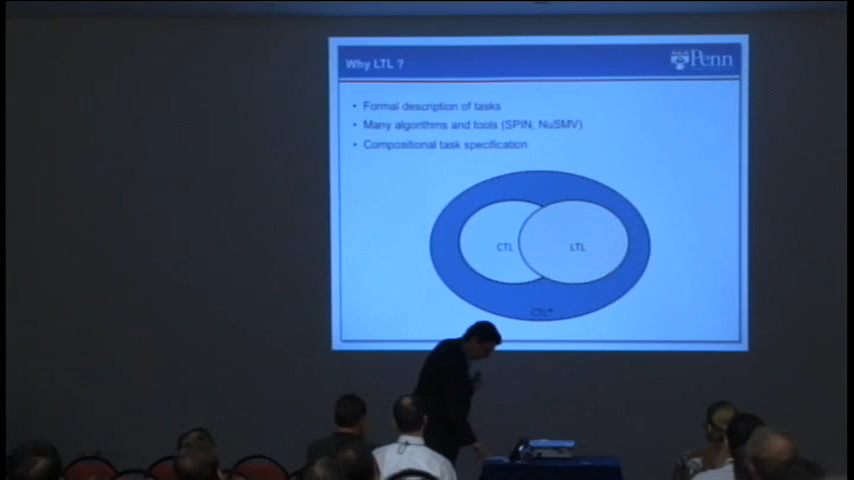 Why LTL ?
Penn
• Formal description of tasks
• Many algorithms and tools (SPIN, NuSMV)
• Compositional task specification
CTL
LTL
CTL*